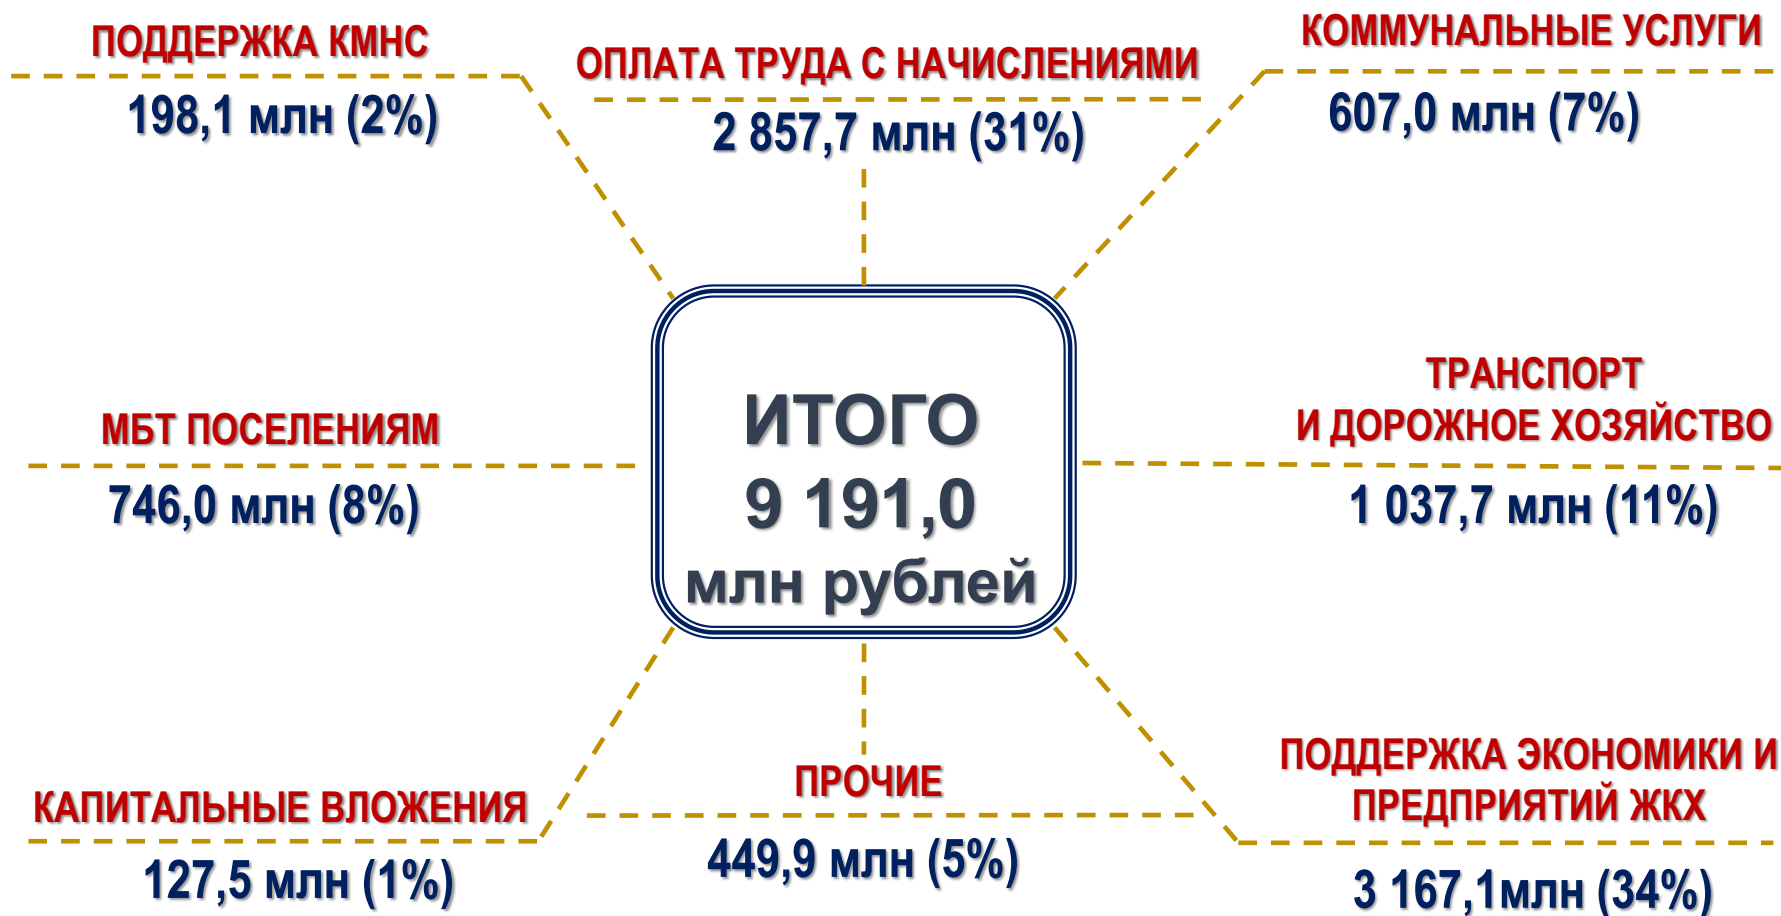 ПОДДЕРЖКА КМНС
198,1 млн (2%)
ОПЛАТА ТРУДА С НАЧИСЛЕНИЯМИ
2 857,7 млн (31%)
КОММУНАЛЬНЫЕ УСЛУГИ
607,0 млн (7%)
МБТ ПОСЕЛЕНИЯМ
746,0 млн (8%)
ИТОГО
9 191,0
млн рублей
ТРАНСПОРТ
И ДОРОЖНОЕ ХОЗЯЙСТВО
1 037,7 млн (11%)
КАПИТАЛЬНЫЕ ВЛОЖЕНИЯ
127,5 млн (1%)
ПРОЧИЕ
449,9 млн (5%)
ПОДДЕРЖКА ЭКОНОМИКИ И
ПРЕДПРИЯТИЙ ЖКХ
3 167,1млн (34%)